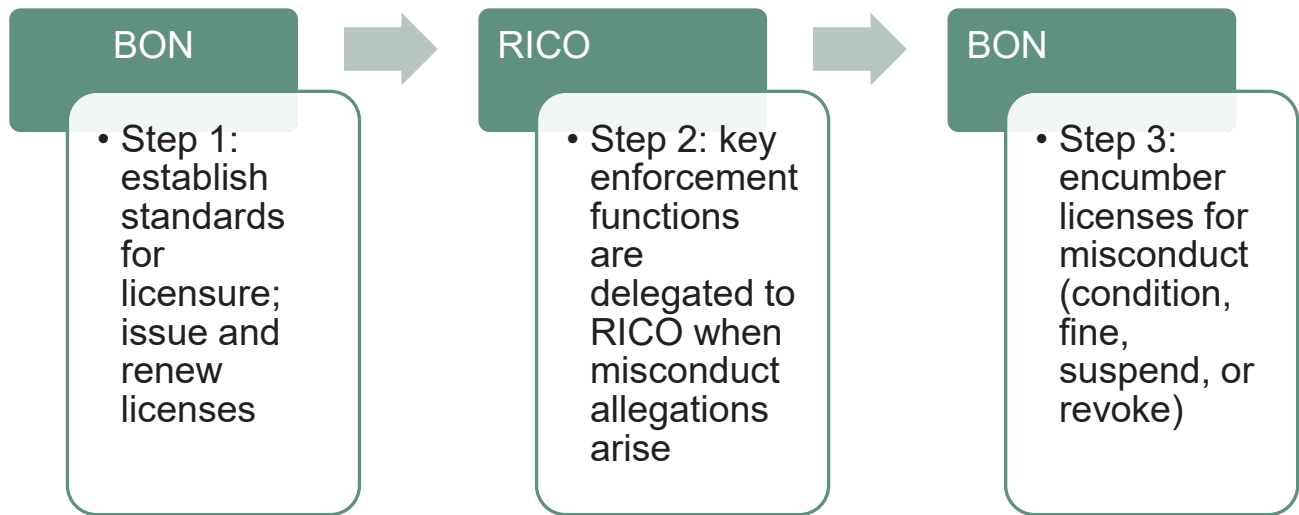 BON
• Step 1:
establish
standards
for
licensure;
issue and
renew
licenses
RICO
• Step 2: key
enforcement
functions
are
delegated to
RICO when
misconduct
allegations
arise
BON
• Step 3:
encumber
licenses for
misconduct
(condition,
fine,
suspend, or
revoke)